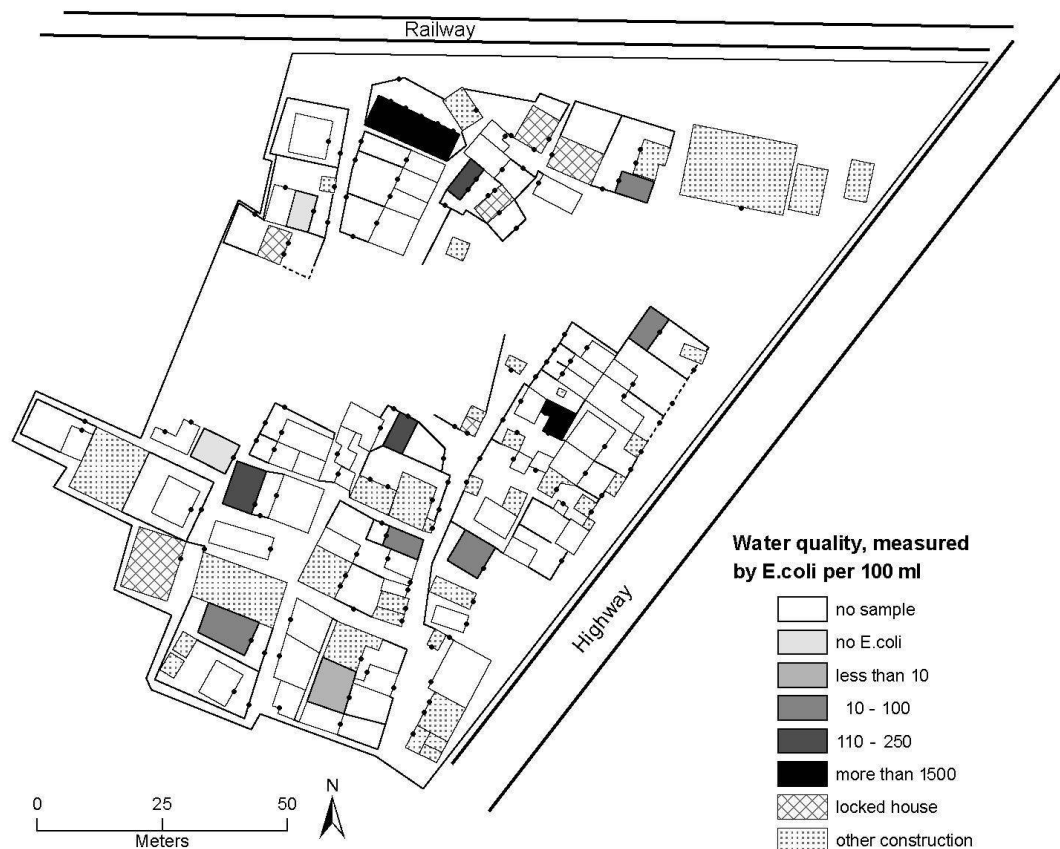 Railway
Highway
Water quality, measured
by E.coli per 100 ml
no sample
no E.coli
less than 10
10 - 100
110 - 250
more than 1500
locked house
other construction
0 25 50
Meters
N